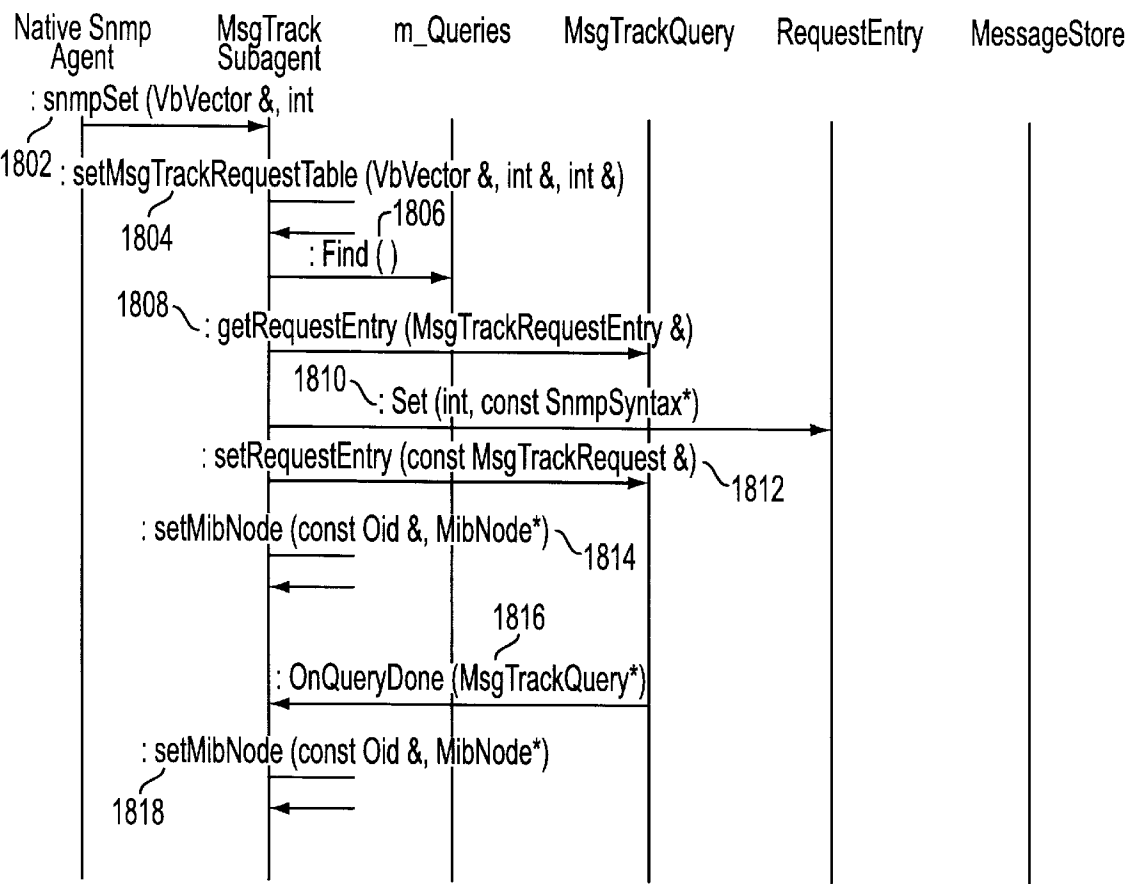 Native Snmp Agent
MsgTrack Subagent
m_Queries
MsgTrackQuery
RequestEntry
MessageStore
: snmpSet (VbVector &, int
1802
: setMsgTrackRequestTable (VbVector &, int &, int &)
1804
1806
: Find ( )
1808
: getRequestEntry (MsgTrackRequestEntry &)
1810
: Set (int, const SnmpSyntax*)
: setRequestEntry (const MsgTrackRequest &)
1812
: setMibNode (const Oid &, MibNode*)
1814
1816
: OnQueryDone (MsgTrackQuery*)
: setMibNode (const Oid &, MibNode*)
1818